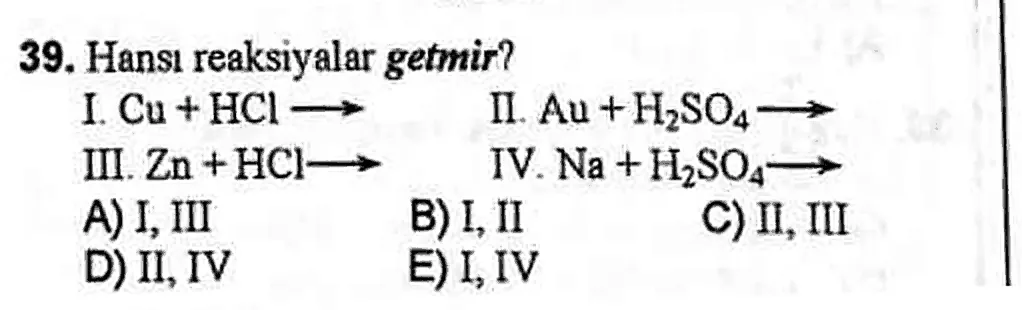 39. Hansı reaksiyalar getmir?
I. Cu + HCl ⟶ II. Au + H₂SO₄ ⟶
III. Zn + HCl ⟶ IV. Na + H₂SO₄ ⟶
A) I, III B) I, II C) II, III
D) II, IV E) I, IV